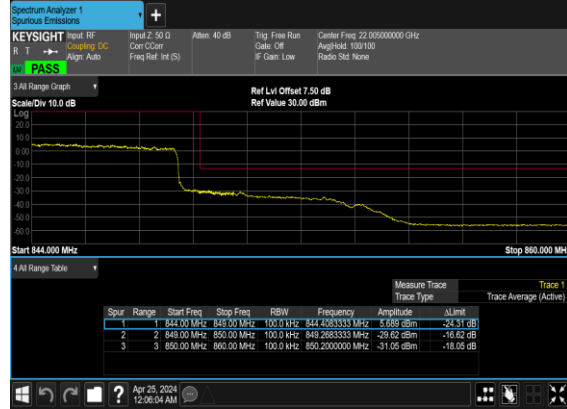 Spectrum Analyzer 1
Spurious Emissions
+
KEYSIGHT Input: RF Input Z: 50 Ω Atten: 40 dB Trig: Free Run Center Freq: 22.005000000 GHz
R T Coupling: DC Corr CCorr Gate: Off Avg|Hold: 100/100
Align: Auto Freq Ref: Int (S) IF Gain: Low Radio Std: None
PASS
3 All Range Graph Ref Lvl Offset 7.50 dB
Scale/Div 10.0 dB Ref Value 30.00 dBm
Log
20.0
10.0
0.00
-10.0
-20.0
-30.0
-40.0
-50.0
-60.0
Start 844.000 MHz Stop 860.000 MH
4 All Range Table
Measure Trace Trace 1
Trace Type Trace Average (Active)
Spur Range Start Freq Stop Freq RBW Frequency Amplitude ΔLimit
1 1 844.00 MHz 849.00 MHz 100.0 kHz 844.4083333 MHz 5.689 dBm -24.31 dB
2 2 849.00 MHz 850.00 MHz 100.0 kHz 849.2683333 MHz -29.62 dBm -16.62 dB
3 3 850.00 MHz 860.00 MHz 100.0 kHz 850.2000000 MHz -31.05 dBm -18.05 dB
? Apr 25, 2024
12:06:04 AM